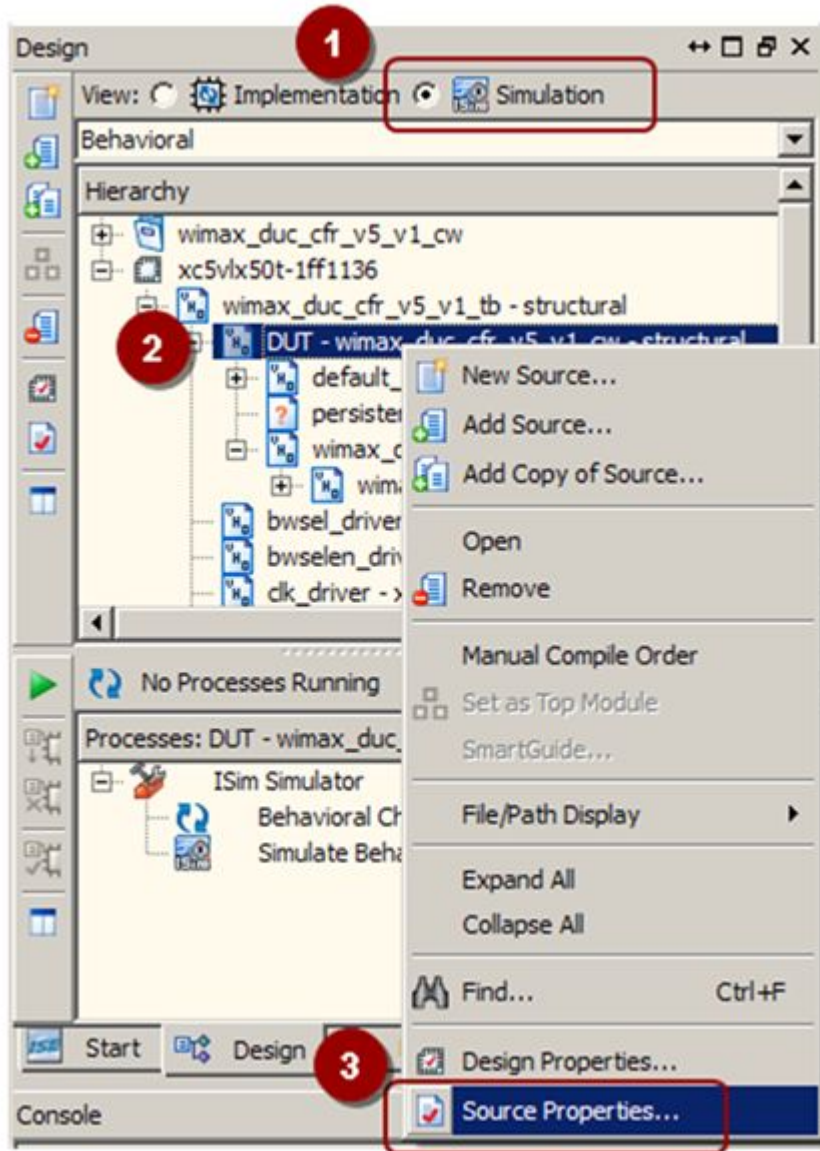 1
Design
View: Implementation Simulation
Behavioral
Hierarchy
wimax_duc_cfr_v5_v1_cw
xc5vlx50t-1ff1136
wimax_duc_cfr_v5_v1_tb - structural
2
DUT - wimax_duc_cfr_v5_v1_cw - structural
default_
persister
wimax_d
wim
bwsel_driver
bwselen_driv
clk_driver - x
New Source...
Add Source...
Add Copy of Source...
Open
Remove
Manual Compile Order
Set as Top Module
SmartGuide...
File/Path Display
Expand All
Collapse All
Find... Ctrl+F
Design Properties...
Source Properties...
No Processes Running
Processes: DUT - wimax_duc_
ISim Simulator
Behavioral Ch
Simulate Beha
Start Design
3
Console